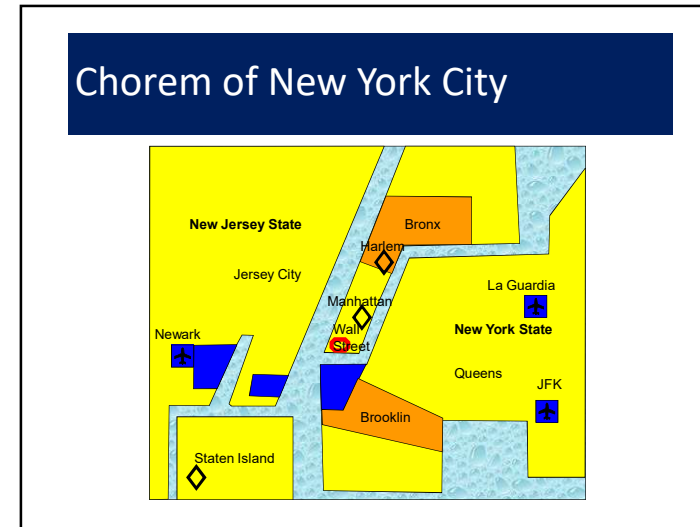 Chorem of New York City
New Jersey State
Bronx
Harlem
Jersey City
La Guardia
Manhattan
Newark
Wall
Street
New York State
Queens
JFK
Brooklin
Staten Island